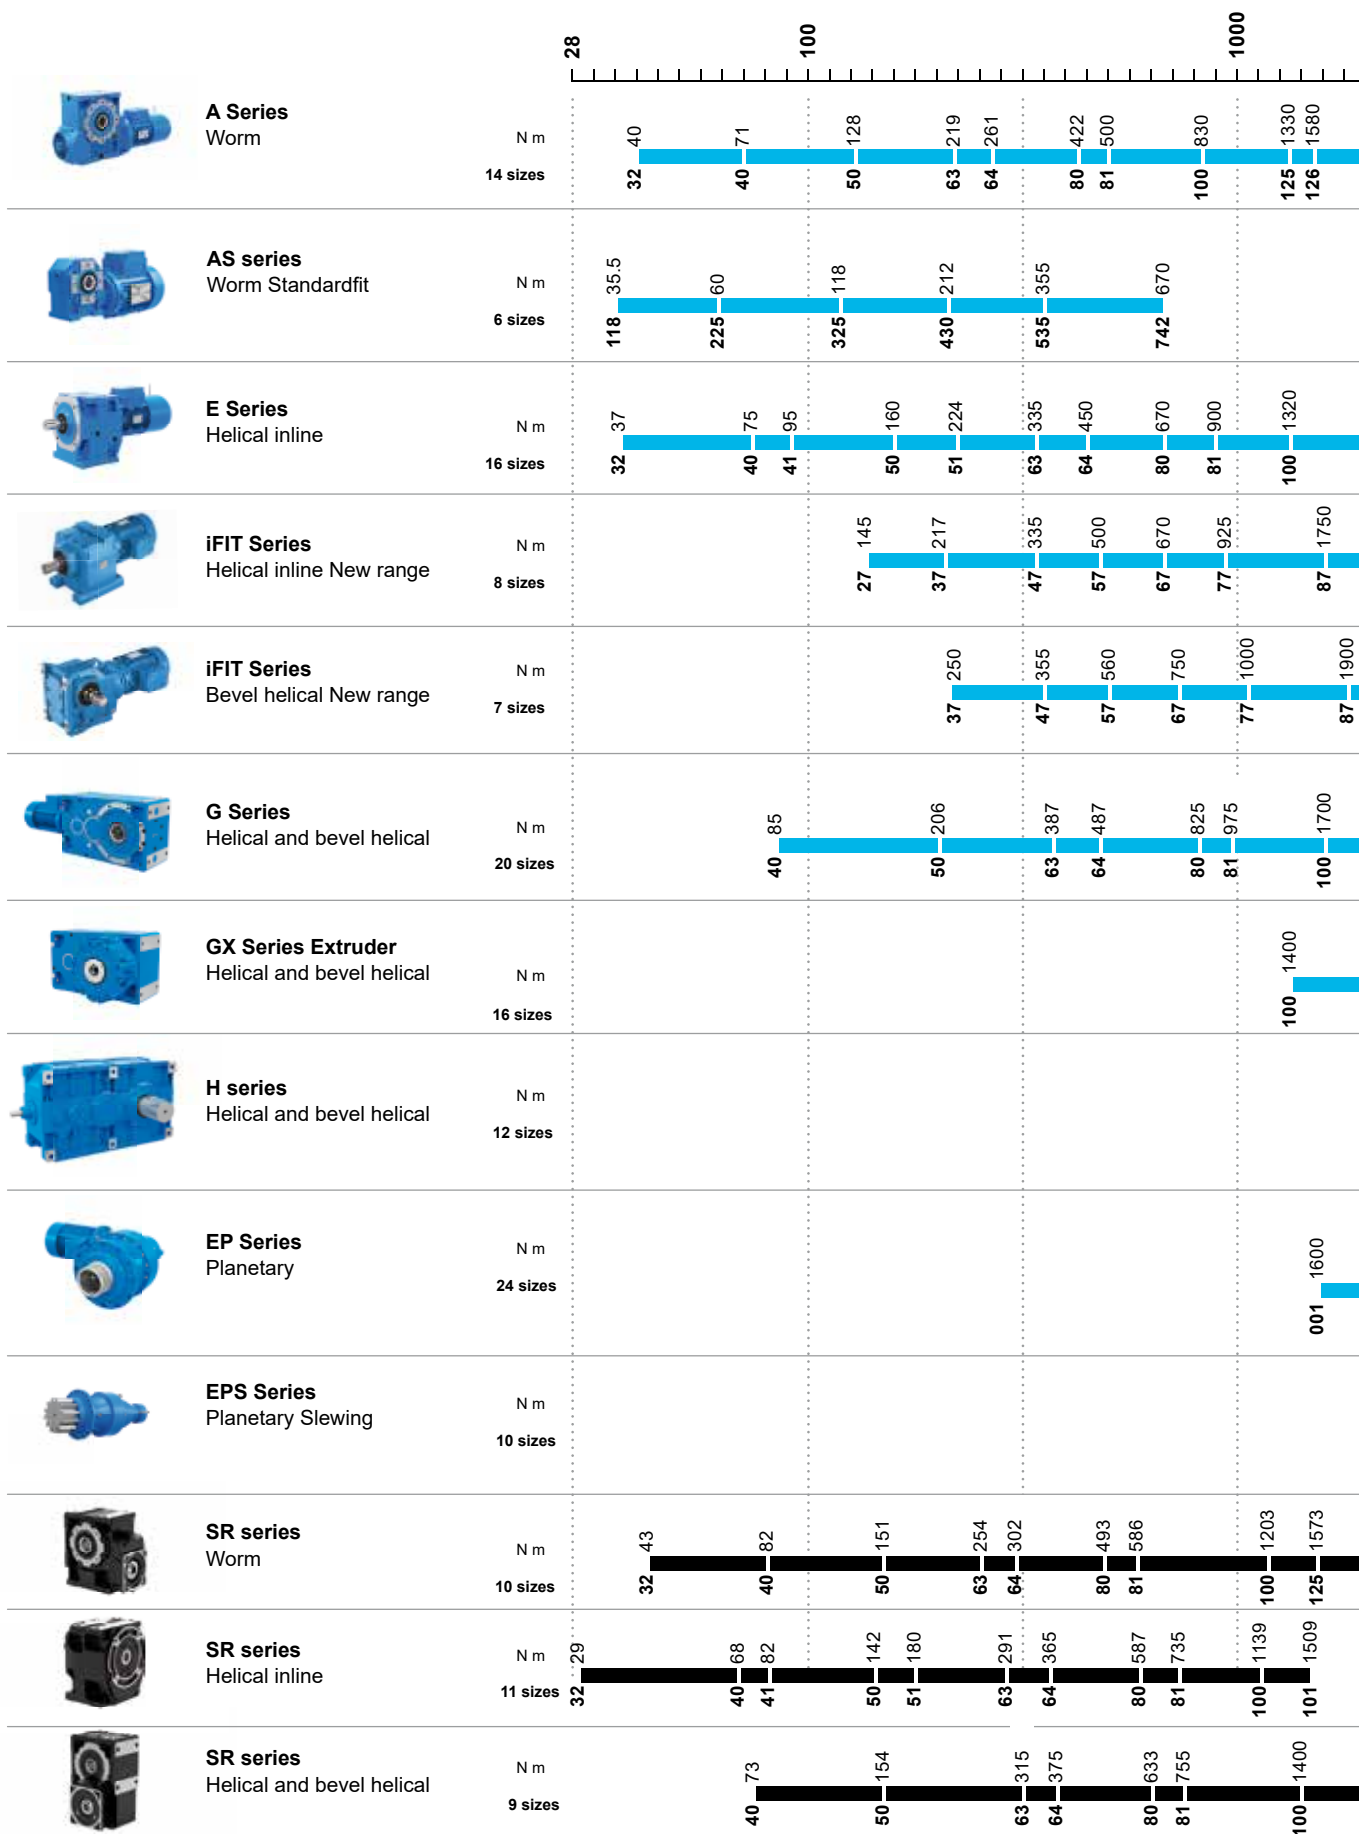 28 100 1000
A Series
Worm
N m
14 sizes
40 71 128 219 261 422 500 830 1330 1580
32 40 50 63 64 80 81 100 125 126
AS series
Worm Standardfit
N m
6 sizes
35.5 60 118 212 355 670
118 225 325 430 535 742
E Series
Helical inline
N m
16 sizes
37 75 95 160 224 335 450 670 900 1320
32 40 41 50 51 63 64 80 81 100
iFIT Series
Helical inline New range
N m
8 sizes
145 217 335 500 670 925 1750
27 37 47 57 67 77 87
iFIT Series
Bevel helical New range
N m
7 sizes
250 355 560 750 1000 1900
37 47 57 67 77 87
G Series
Helical and bevel helical
N m
20 sizes
85 206 387 487 825 975 1700
40 50 63 64 80 81 100
GX Series Extruder
Helical and bevel helical
N m
16 sizes
1400
100
H series
Helical and bevel helical
N m
12 sizes
EP Series
Planetary
N m
24 sizes
1600
001
EPS Series
Planetary Slewing
N m
10 sizes
SR series
Worm
N m
10 sizes
43 82 151 254 302 493 586 1203 1573
32 40 50 63 64 80 81 100 125
SR series
Helical inline
N m
11 sizes
29 68 82 142 180 291 365 587 735 1139 1509
32 40 41 50 51 63 64 80 81 100 101
SR series
Helical and bevel helical
N m
9 sizes
73 154 315 375 633 755 1400
40 50 63 64 80 81 100